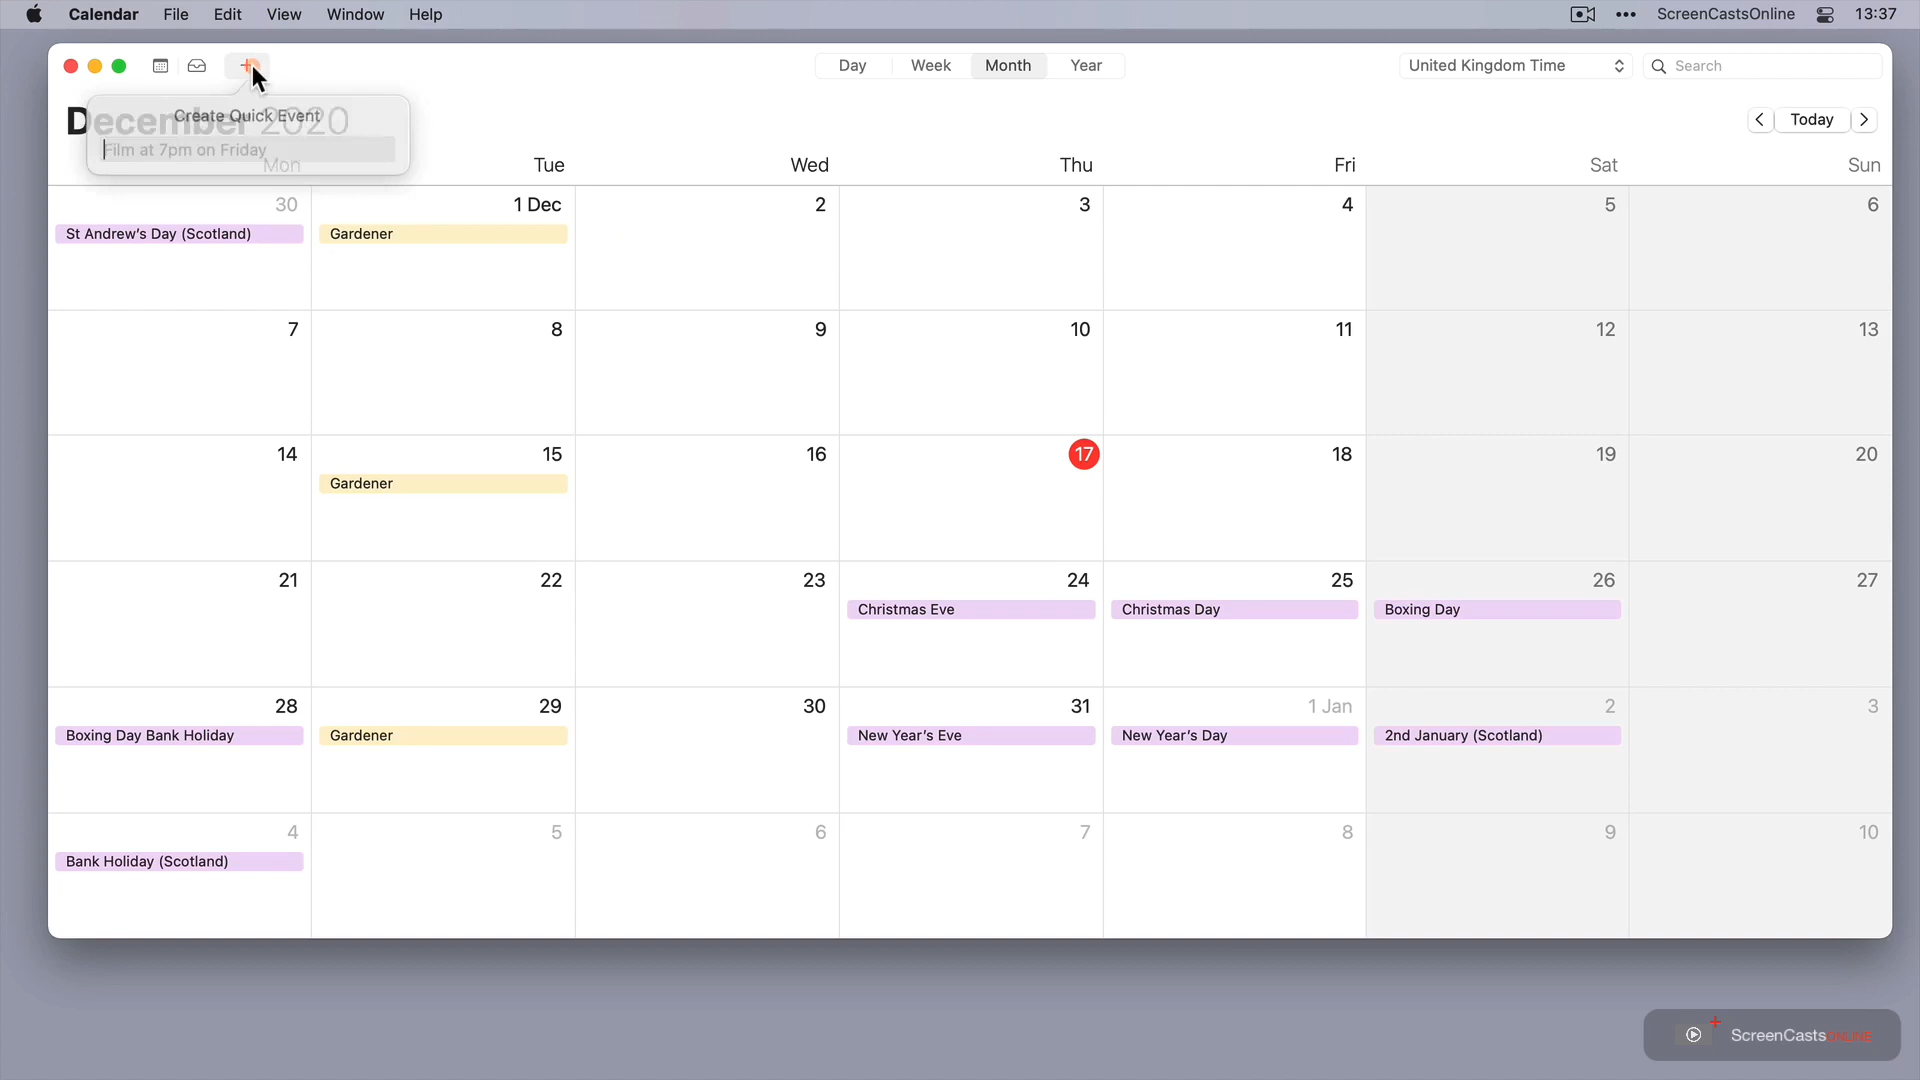 Calendar File Edit View Window Help ScreenCastsOnline 13:37
Day Week Month Year United Kingdom Time Search
December 2020 Today
Create Quick Event
Film at 7pm on Friday
Mon Tue Wed Thu Fri Sat Sun
30 1 Dec 2 3 4 5 6
St Andrew’s Day (Scotland) Gardener
7 8 9 10 11 12 13
14 15 16 17 18 19 20
Gardener
21 22 23 24 25 26 27
Christmas Eve Christmas Day Boxing Day
28 29 30 31 1 Jan 2 3
Boxing Day Bank Holiday Gardener New Year’s Eve New Year’s Day 2nd January (Scotland)
4 5 6 7 8 9 10
Bank Holiday (Scotland)
ScreenCastsONLINE